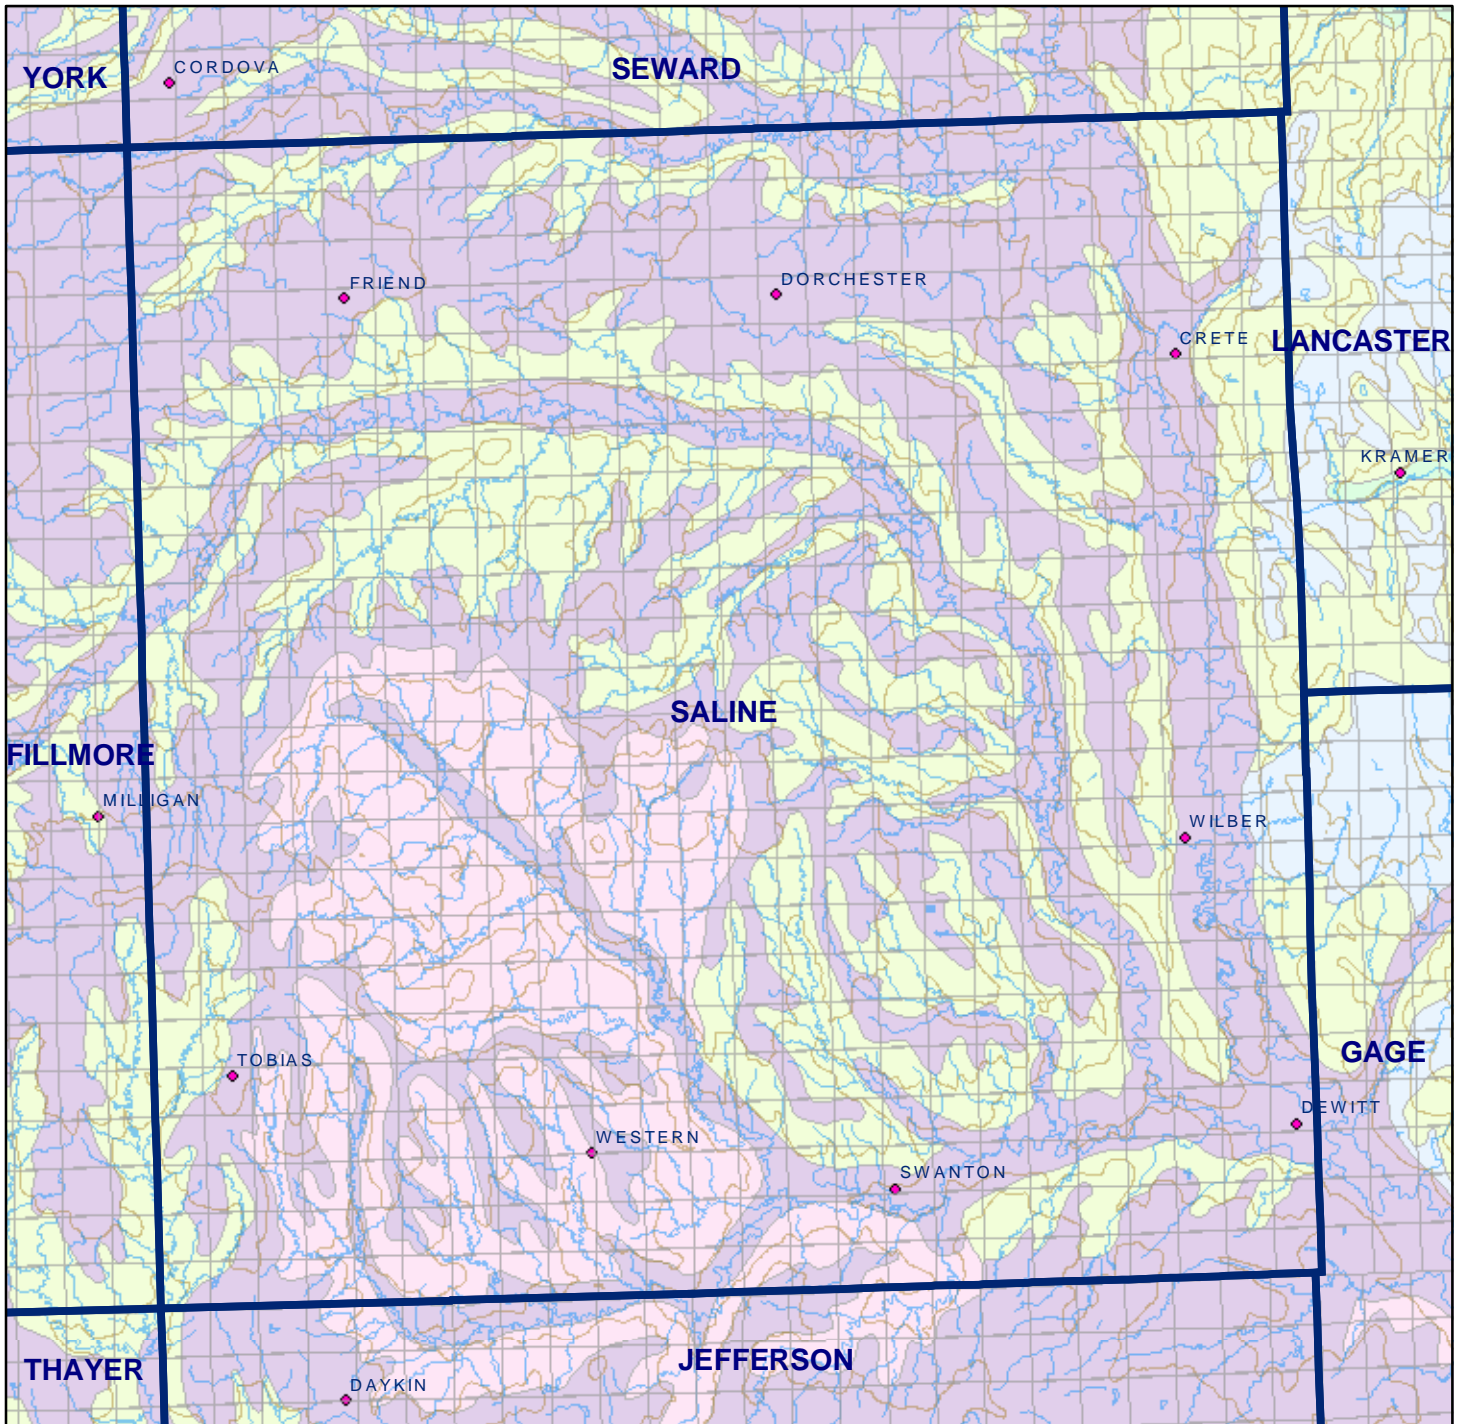 YORK
CORDOVA
SEWARD
FRIEND
DORCHESTER
CRETE
LANCASTER
KRAMER
SALINE
FILLMORE
MILLIGAN
WILBER
TOBIAS
GAGE
DEWITT
WESTERN
SWANTON
THAYER
JEFFERSON
DAYKIN